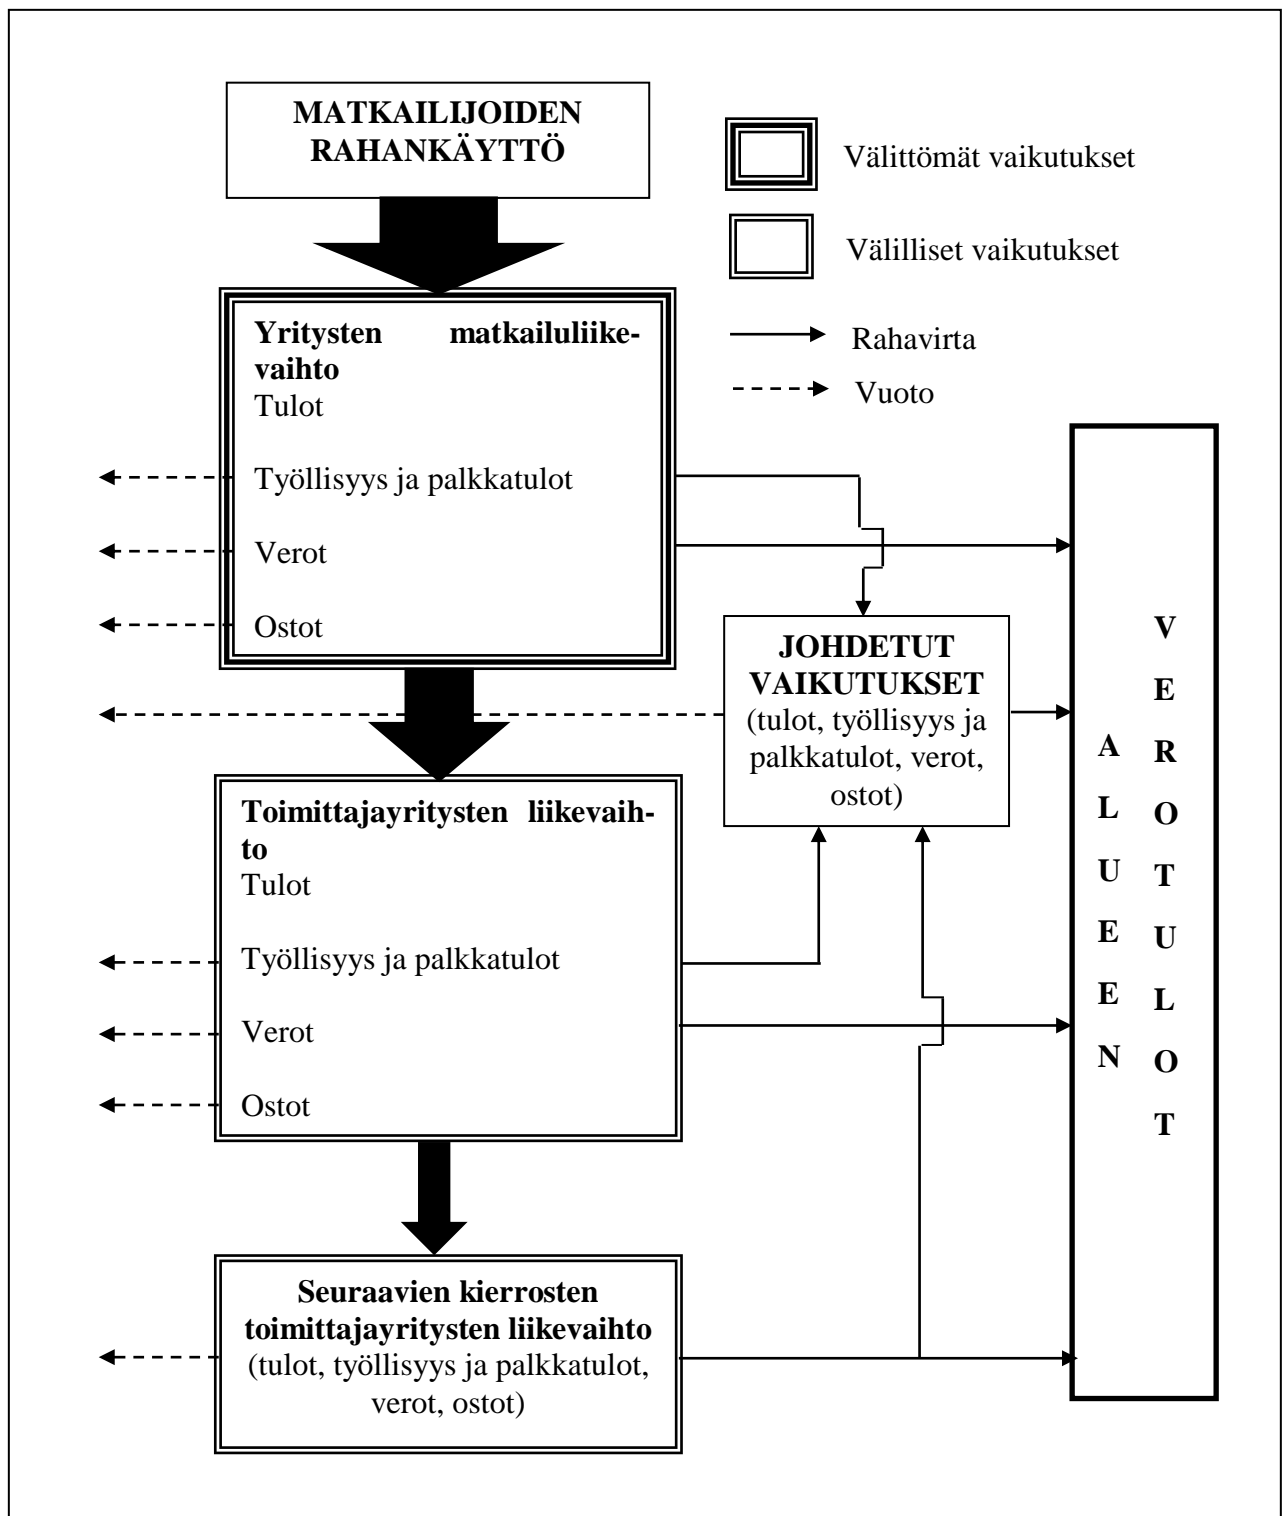 MATKAILIJOIDEN
RAHANKÄYTTÖ
Välittömät vaikutukset
Välilliset vaikutukset
Rahavirta
Vuoto
Yritysten matkailuliike-
vaihto
Tulot
Työllisyys ja palkkatulot
Verot
Ostot
JOHDETUT
VAIKUTUKSET
(tulot, työllisyys ja
palkkatulot, verot,
ostot)
Toimittajayritysten liikevaih-
to
Tulot
Työllisyys ja palkkatulot
Verot
Ostot
Seuraavien kierrosten
toimittajayritysten liikevaihto
(tulot, työllisyys ja palkkatulot,
verot, ostot)
ALUEEN
VEROTULOT